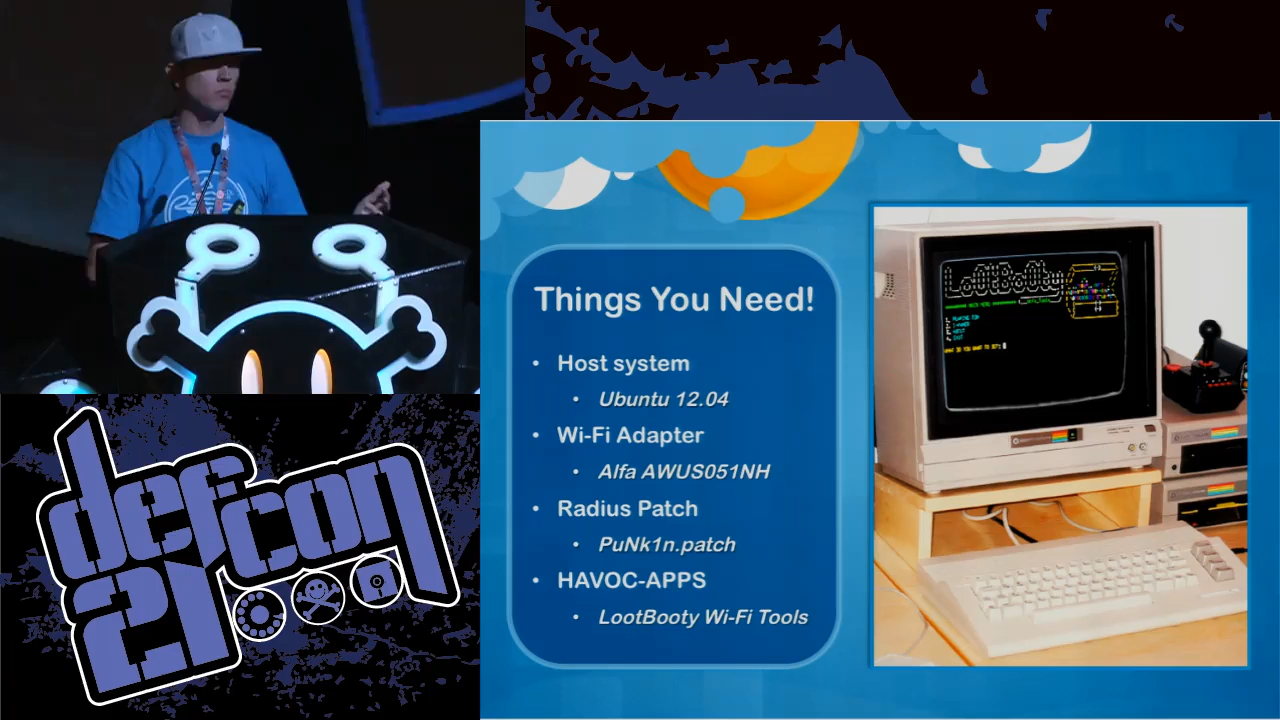 Things You Need!
• Host system
• Ubuntu 12.04
• Wi-Fi Adapter
• Alfa AWUS051NH
• Radius Patch
• PuNk1n.patch
• HAVOC-APPS
• LootBooty Wi-Fi Tools
LootBooty
defcon
21